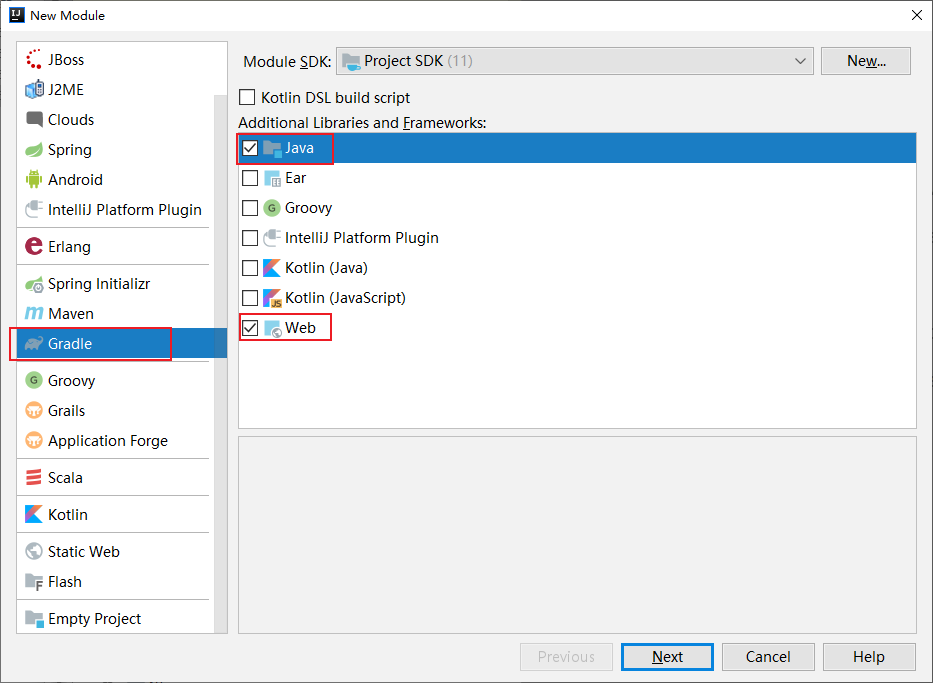 New Module
JBoss
J2ME
Clouds
Spring
Android
IntelliJ Platform Plugin
Erlang
Spring Initializr
Maven
Gradle
Groovy
Grails
Application Forge
Scala
Kotlin
Static Web
Flash
Empty Project
Module SDK: Project SDK (11) New...
Kotlin DSL build script
Additional Libraries and Frameworks:
Java
Ear
Groovy
IntelliJ Platform Plugin
Kotlin (Java)
Kotlin (JavaScript)
Web
Previous Next Cancel Help